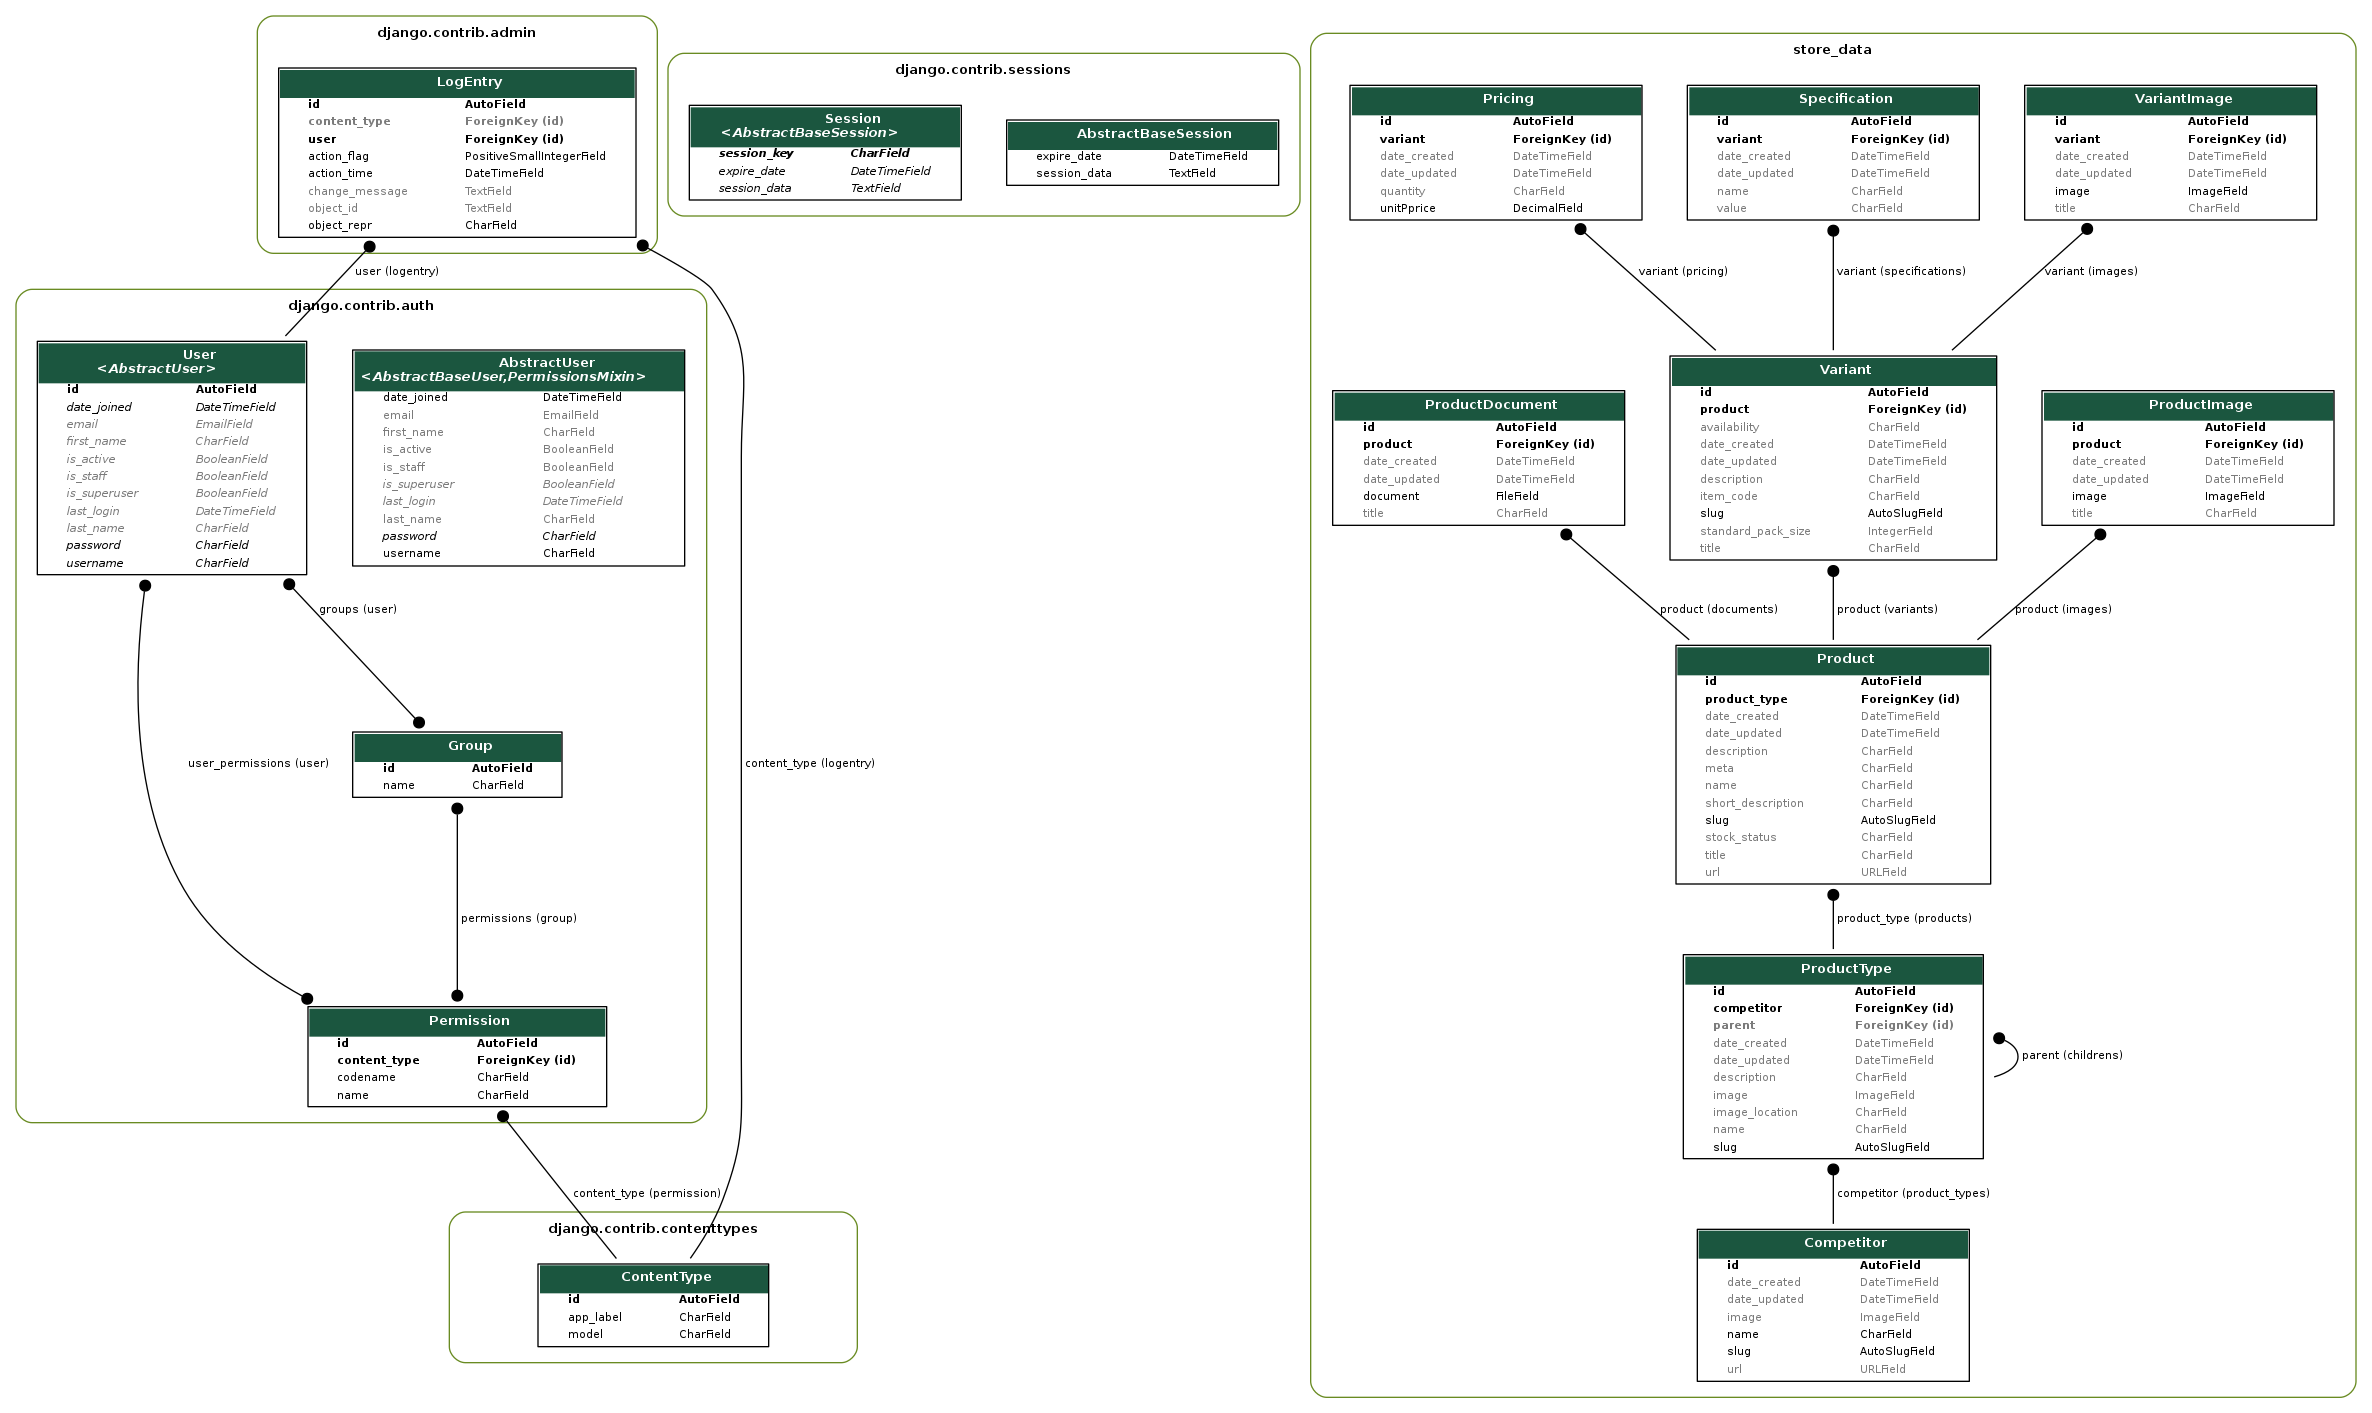 django.contrib.admin
LogEntry
id AutoField
content_type ForeignKey (id)
user ForeignKey (id)
action_flag PositiveSmallIntegerField
action_time DateTimeField
change_message TextField
object_id TextField
object_repr CharField
user (logentry)
django.contrib.sessions
Session
<AbstractBaseSession>
session_key CharField
expire_date DateTimeField
session_data TextField
AbstractBaseSession
expire_date DateTimeField
session_data TextField
django.contrib.auth
User
<AbstractUser>
id AutoField
date_joined DateTimeField
email EmailField
first_name CharField
is_active BooleanField
is_staff BooleanField
is_superuser BooleanField
last_login DateTimeField
last_name CharField
password CharField
username CharField
AbstractUser
<AbstractBaseUser,PermissionsMixin>
date_joined DateTimeField
email EmailField
first_name CharField
is_active BooleanField
is_staff BooleanField
is_superuser BooleanField
last_login DateTimeField
last_name CharField
password CharField
username CharField
groups (user)
Group
id AutoField
name CharField
user_permissions (user)
content_type (logentry)
permissions (group)
Permission
id AutoField
content_type ForeignKey (id)
codename CharField
name CharField
content_type (permission)
django.contrib.contenttypes
ContentType
id AutoField
app_label CharField
model CharField
store_data
Pricing
id AutoField
variant ForeignKey (id)
date_created DateTimeField
date_updated DateTimeField
quantity CharField
unitPprice DecimalField
Specification
id AutoField
variant ForeignKey (id)
date_created DateTimeField
date_updated DateTimeField
name CharField
value CharField
VariantImage
id AutoField
variant ForeignKey (id)
date_created DateTimeField
date_updated DateTimeField
image ImageField
title CharField
variant (pricing)
variant (specifications)
variant (images)
ProductDocument
id AutoField
product ForeignKey (id)
date_created DateTimeField
date_updated DateTimeField
document FileField
title CharField
Variant
id AutoField
product ForeignKey (id)
availability CharField
date_created DateTimeField
date_updated DateTimeField
description CharField
item_code CharField
slug AutoSlugField
standard_pack_size IntegerField
title CharField
ProductImage
id AutoField
product ForeignKey (id)
date_created DateTimeField
date_updated DateTimeField
image ImageField
title CharField
product (documents)
product (variants)
product (images)
Product
id AutoField
product_type ForeignKey (id)
date_created DateTimeField
date_updated DateTimeField
description CharField
meta CharField
name CharField
short_description CharField
slug AutoSlugField
stock_status CharField
title CharField
url URLField
product_type (products)
ProductType
id AutoField
competitor ForeignKey (id)
parent ForeignKey (id)
date_created DateTimeField
date_updated DateTimeField
description CharField
image ImageField
image_location CharField
name CharField
slug AutoSlugField
parent (childrens)
competitor (product_types)
Competitor
id AutoField
date_created DateTimeField
date_updated DateTimeField
image ImageField
name CharField
slug AutoSlugField
url URLField